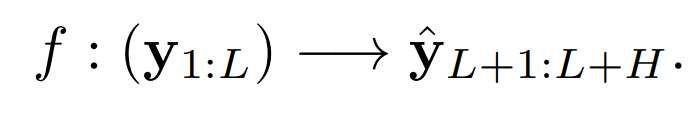 f : (y_{1:L}) ⟶ ŷ_{L+1:L+H}.